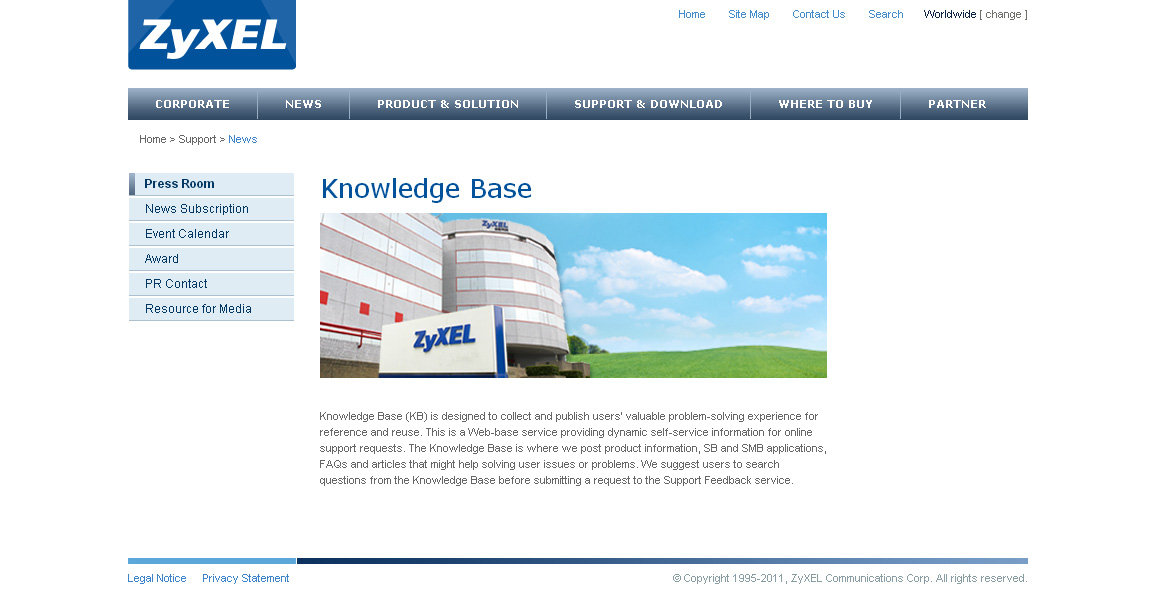 ZyXEL
Home Site Map Contact Us Search Worldwide [ change ]
CORPORATE NEWS PRODUCT & SOLUTION SUPPORT & DOWNLOAD WHERE TO BUY PARTNER
Home > Support > News
Press Room
News Subscription
Event Calendar
Award
PR Contact
Resource for Media
Knowledge Base
ZyXEL
ZyXEL
Knowledge Base (KB) is designed to collect and publish users' valuable problem-solving experience for
reference and reuse. This is a Web-base service providing dynamic self-service information for online
support requests. The Knowledge Base is where we post product information, SB and SMB applications,
FAQs and articles that might help solving user issues or problems. We suggest users to search
questions from the Knowledge Base before submitting a request to the Support Feedback service.
Legal Notice Privacy Statement
© Copyright 1995-2011, ZyXEL Communications Corp. All rights reserved.